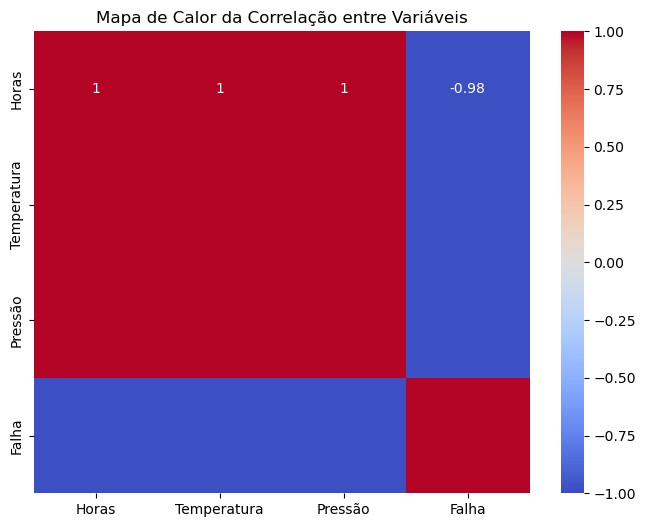 Mapa de Calor da Correlação entre Variáveis
Horas
1 1 1 -0.98
Temperatura
Pressão
Falha
Horas Temperatura Pressão Falha
1.00
0.75
0.50
0.25
0.00
−0.25
−0.50
−0.75
−1.00